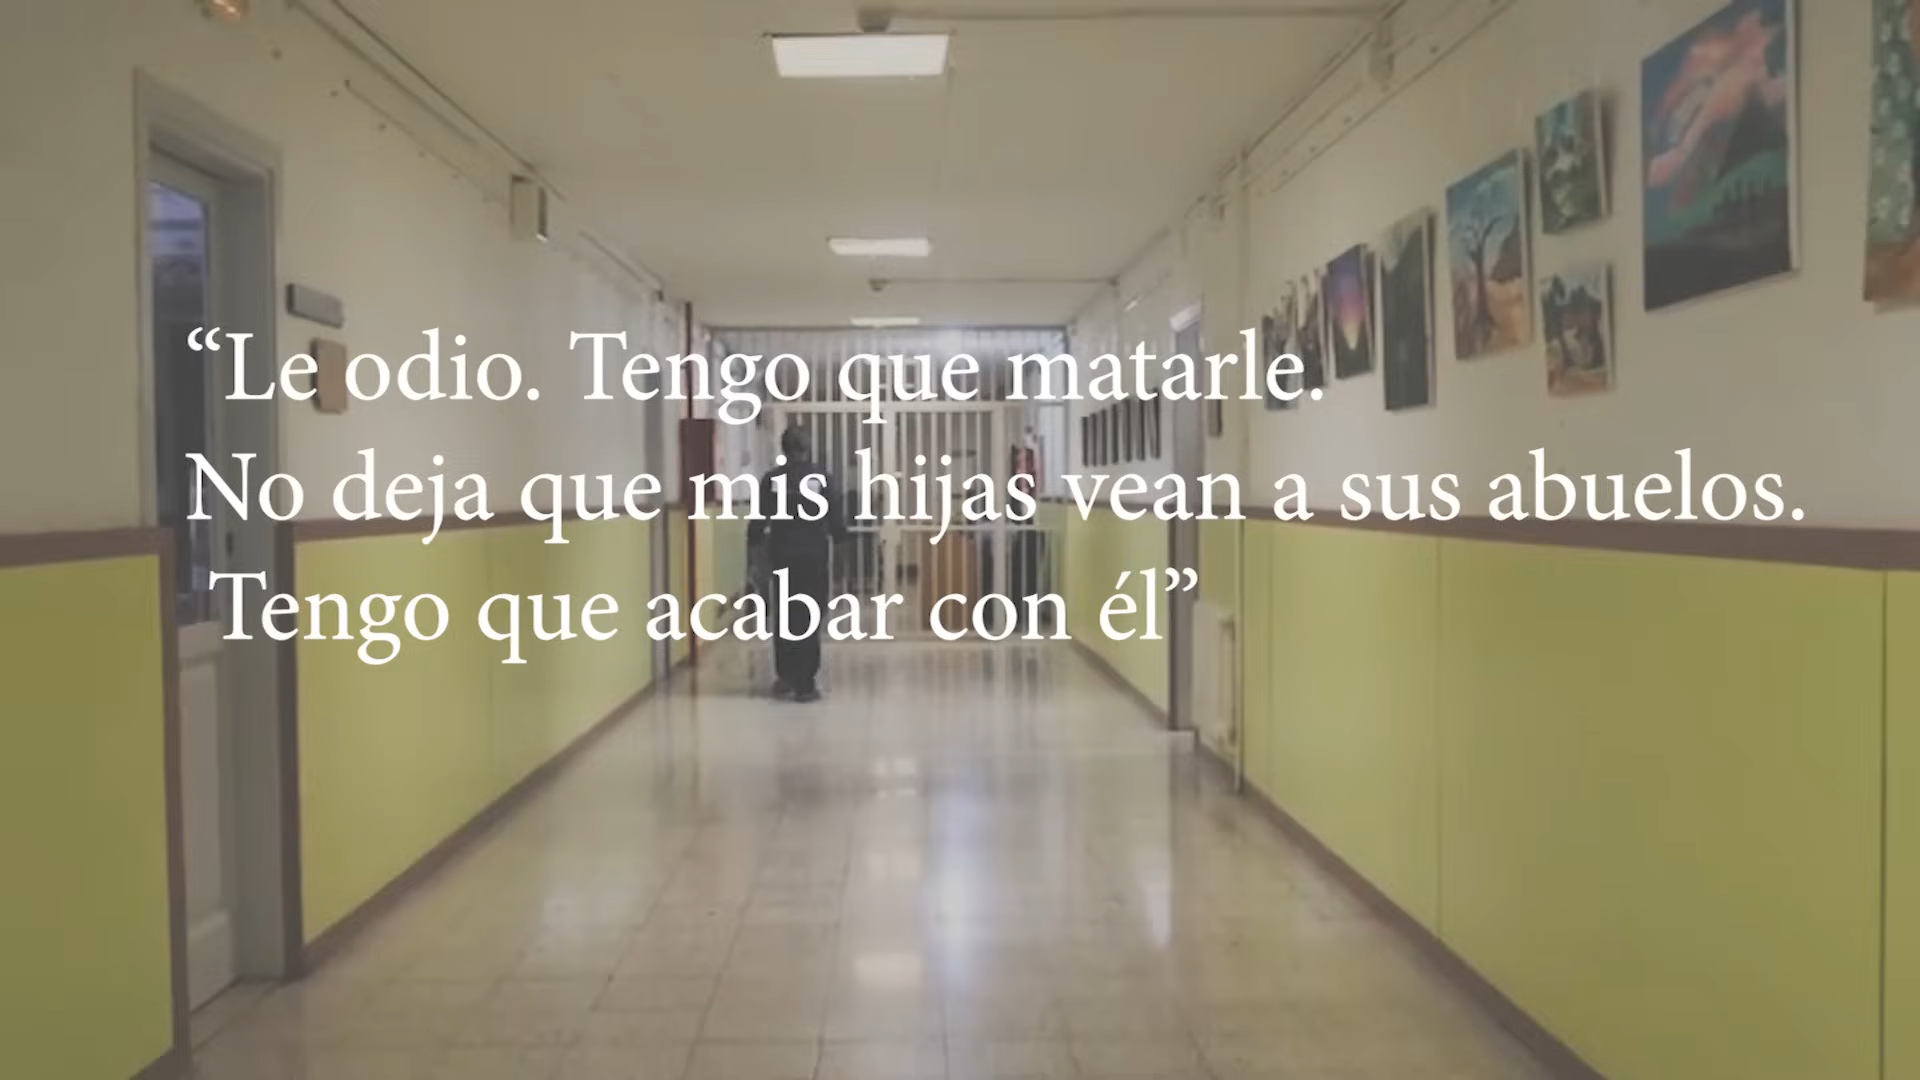 “Le odio. Tengo que matarle.
No deja que mis hijas vean a sus abuelos.
Tengo que acabar con él”